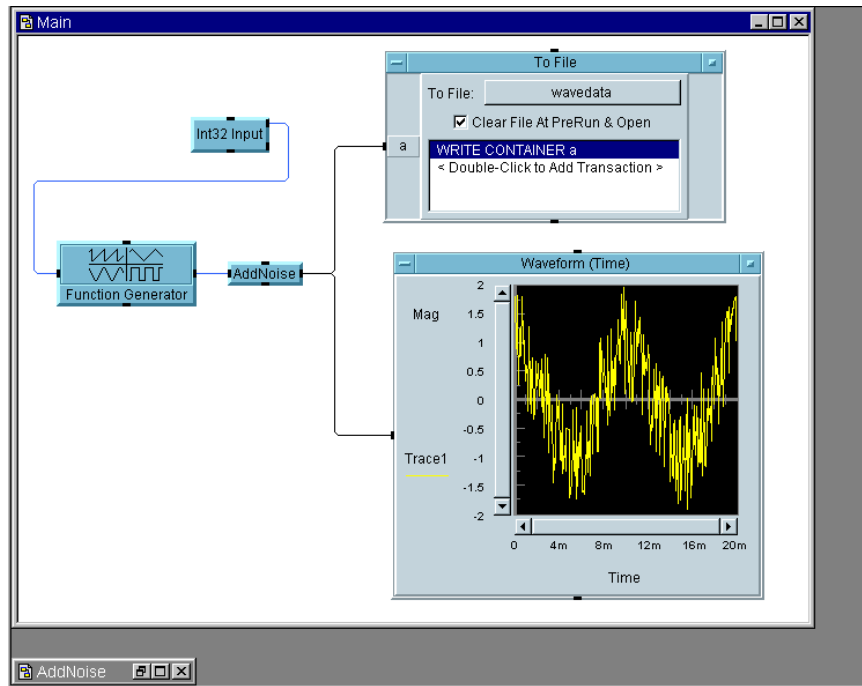 Main
To File
To File: wavedata
Clear File At PreRun & Open
Int32 Input
a
WRITE CONTAINER a
< Double-Click to Add Transaction >
Function Generator
AddNoise
Waveform (Time)
Mag
2
1.5
1
0.5
0
-0.5
-1
-1.5
-2
Trace1
0 4m 8m 12m 16m 20m
Time
AddNoise